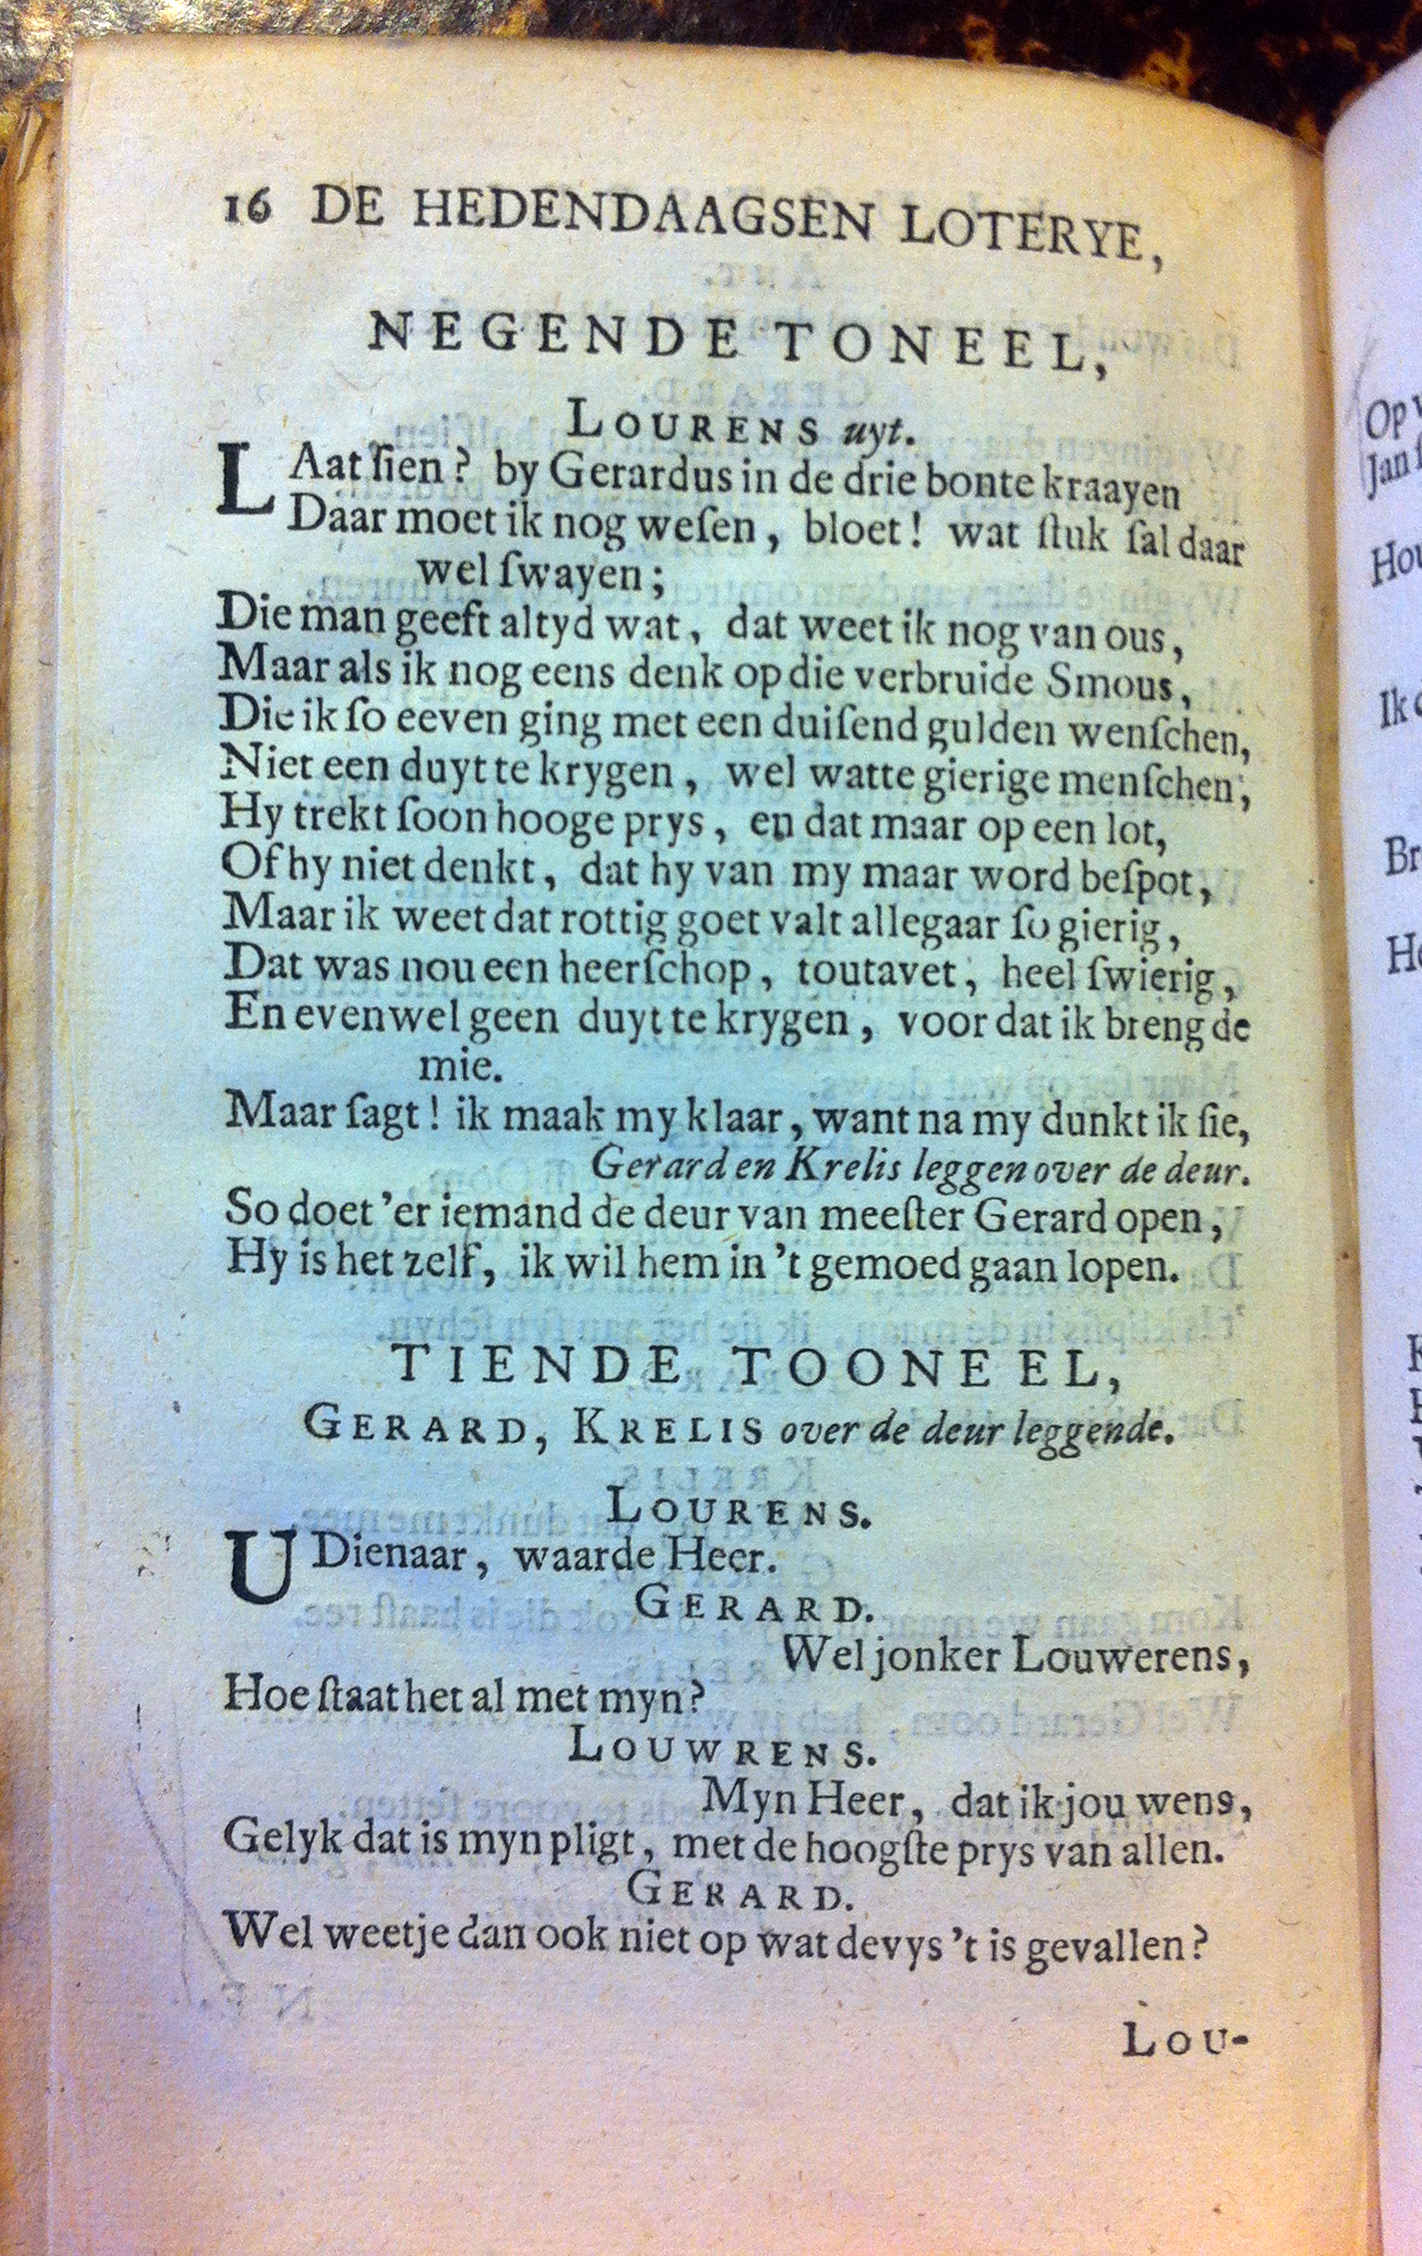 16 DE HEDENDAAGSEN LOTERYE,
NEGENDE TONEEL,
LOURENS uyt.
LAat ſien? by Gerardus in de drie bonte kraayen
Daar moet ik nog weſen, bloet! wat ſtuk ſal daar
wel ſwayen;
Die man geeft altyd wat, dat weet ik nog van ous,
Maar als ik nog eens denk op die verbruide Smous,
Die ik ſo eeven ging met een duiſend gulden wenſchen,
Niet een duyt te krygen, wel watte gierige menſchen,
Hy trekt ſoon hooge prys, en dat maar op een lot,
Of hy niet denkt, dat hy van my maar word beſpot,
Maar ik weet dat rottig goet valt allegaar ſo gierig,
Dat was nou een heerſchop, toutavet, heel ſwierig,
En evenwel geen duyt te krygen, voor dat ik breng de
mie.
Maar ſagt! ik maak my klaar, want na my dunkt ik ſie,
Gerard en Krelis leggen over de deur.
So doet 'er iemand de deur van meeſter Gerard open,
Hy is het zelf, ik wil hem in 't gemoed gaan lopen.
TIENDE TOONEEL,
GERARD, KRELIS over de deur leggende.
LOURENS.
U Dienaar, waarde Heer.
GERARD.
Wel jonker Louwerens,
Hoe ſtaat het al met myn?
LOUWRENS.
Myn Heer, dat ik jou wens,
Gelyk dat is myn pligt, met de hoogſte prys van allen.
GERARD.
Wel weetje dan ook niet op wat devys 't is gevallen?
LOU-
Op
Jan
Ik
Br